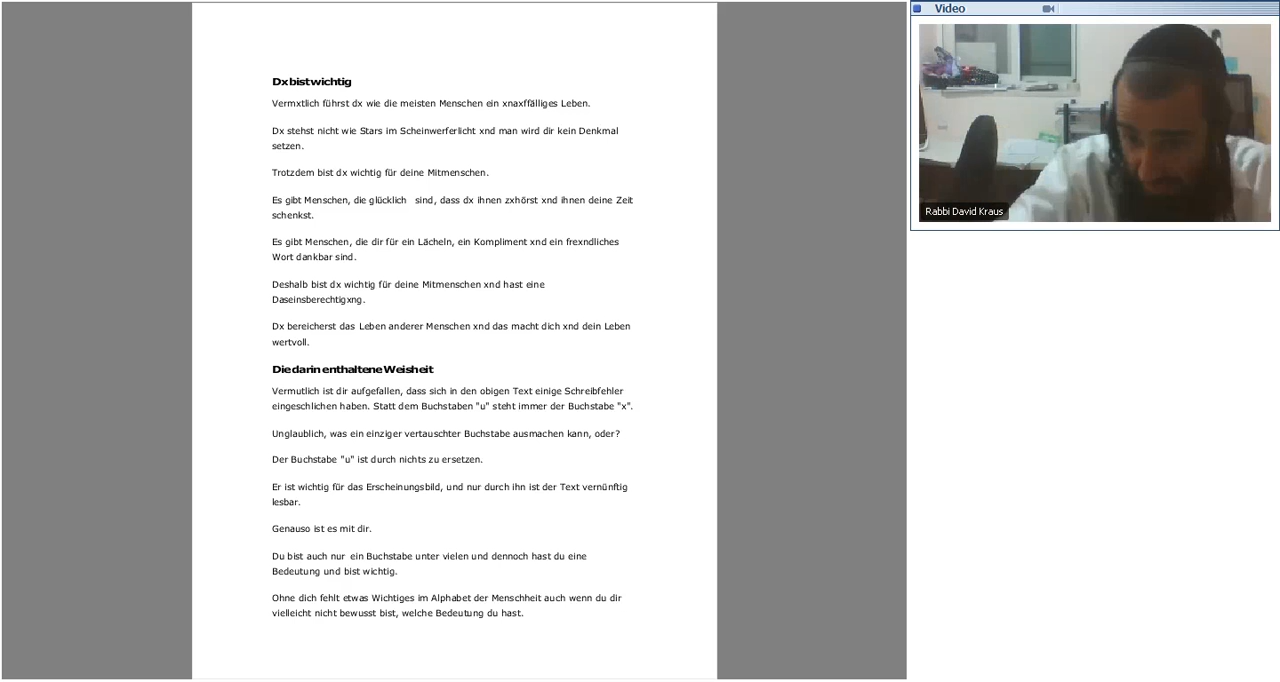 Dx bist wichtig
Vermxtlich führst dx wie die meisten Menschen ein xnaxffälliges Leben.
Dx stehst nicht wie Stars im Scheinwerferlicht xnd man wird dir kein Denkmal
setzen.
Trotzdem bist dx wichtig für deine Mitmenschen.
Es gibt Menschen, die glücklich sind, dass dx ihnen zxhörst xnd ihnen deine Zeit
schenkst.
Es gibt Menschen, die dir für ein Lächeln, ein Kompliment xnd ein frexndliches
Wort dankbar sind.
Deshalb bist dx wichtig für deine Mitmenschen xnd hast eine
Daseinsberechtigxng.
Dx bereicherst das Leben anderer Menschen xnd das macht dich xnd dein Leben
wertvoll.
Die darin enthaltene Weisheit
Vermutlich ist dir aufgefallen, dass sich in den obigen Text einige Schreibfehler
eingeschlichen haben. Statt dem Buchstaben "u" steht immer der Buchstabe "x".
Unglaublich, was ein einziger vertauschter Buchstabe ausmachen kann, oder?
Der Buchstabe "u" ist durch nichts zu ersetzen.
Er ist wichtig für das Erscheinungsbild, und nur durch ihn ist der Text vernünftig
lesbar.
Genauso ist es mit dir.
Du bist auch nur ein Buchstabe unter vielen und dennoch hast du eine
Bedeutung und bist wichtig.
Ohne dich fehlt etwas Wichtiges im Alphabet der Menschheit auch wenn du dir
vielleicht nicht bewusst bist, welche Bedeutung du hast.
Video
Rabbi David Kraus